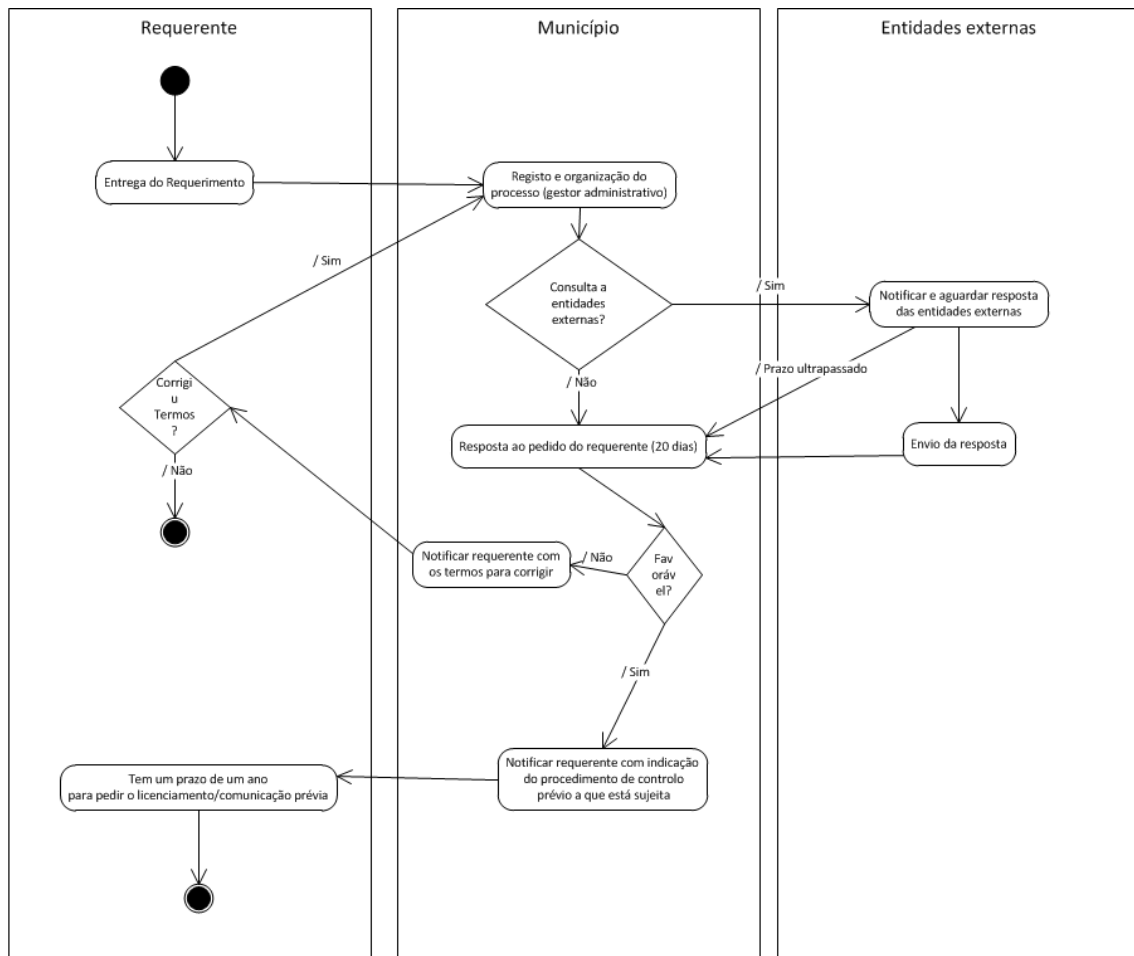 Requerente
Município
Entidades externas
Entrega do Requerimento
Registo e organização do
processo (gestor administrativo)
/ Sim
Consulta a
entidades
externas?
/ Sim
Notificar e aguardar resposta
das entidades externas
/ Não
/ Prazo ultrapassado
Corrigi
u
Termos
?
/ Não
Resposta ao pedido do requerente (20 dias)
Envio da resposta
Notificar requerente com
os termos para corrigir
/ Não
Fav
oráv
el?
/ Sim
Notificar requerente com indicação
do procedimento de controlo
prévio a que está sujeita
Tem um prazo de um ano
para pedir o licenciamento/comunicação prévia